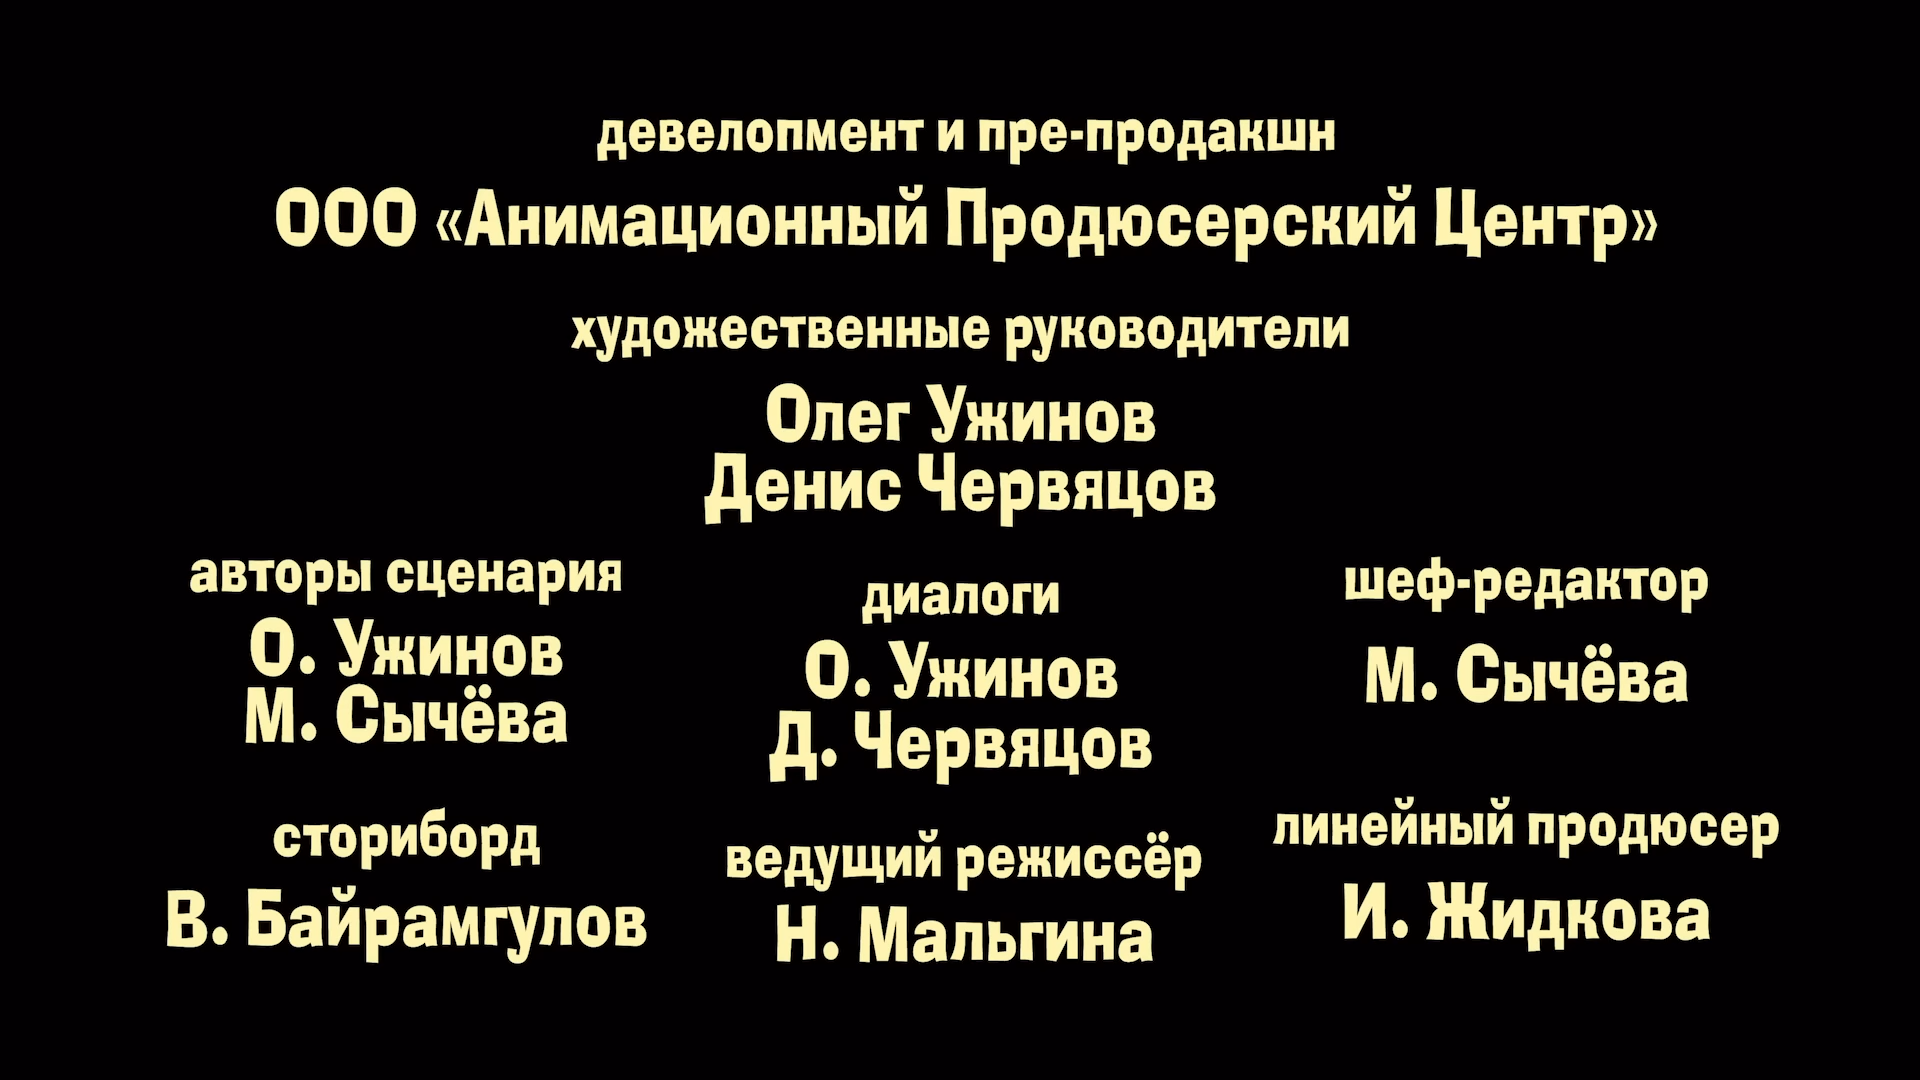 девелопмент и пре-продакшн
ООО «Анимационный Продюсерский Центр»
художественные руководители
Олег Ужинов
Денис Червяцов
авторы сценария
О. Ужинов
М. Сычёва
диалоги
О. Ужинов
Д. Червяцов
шеф-редактор
М. Сычёва
сториборд
В. Байрамгулов
ведущий режиссёр
Н. Мальгина
линейный продюсер
И. Жидкова